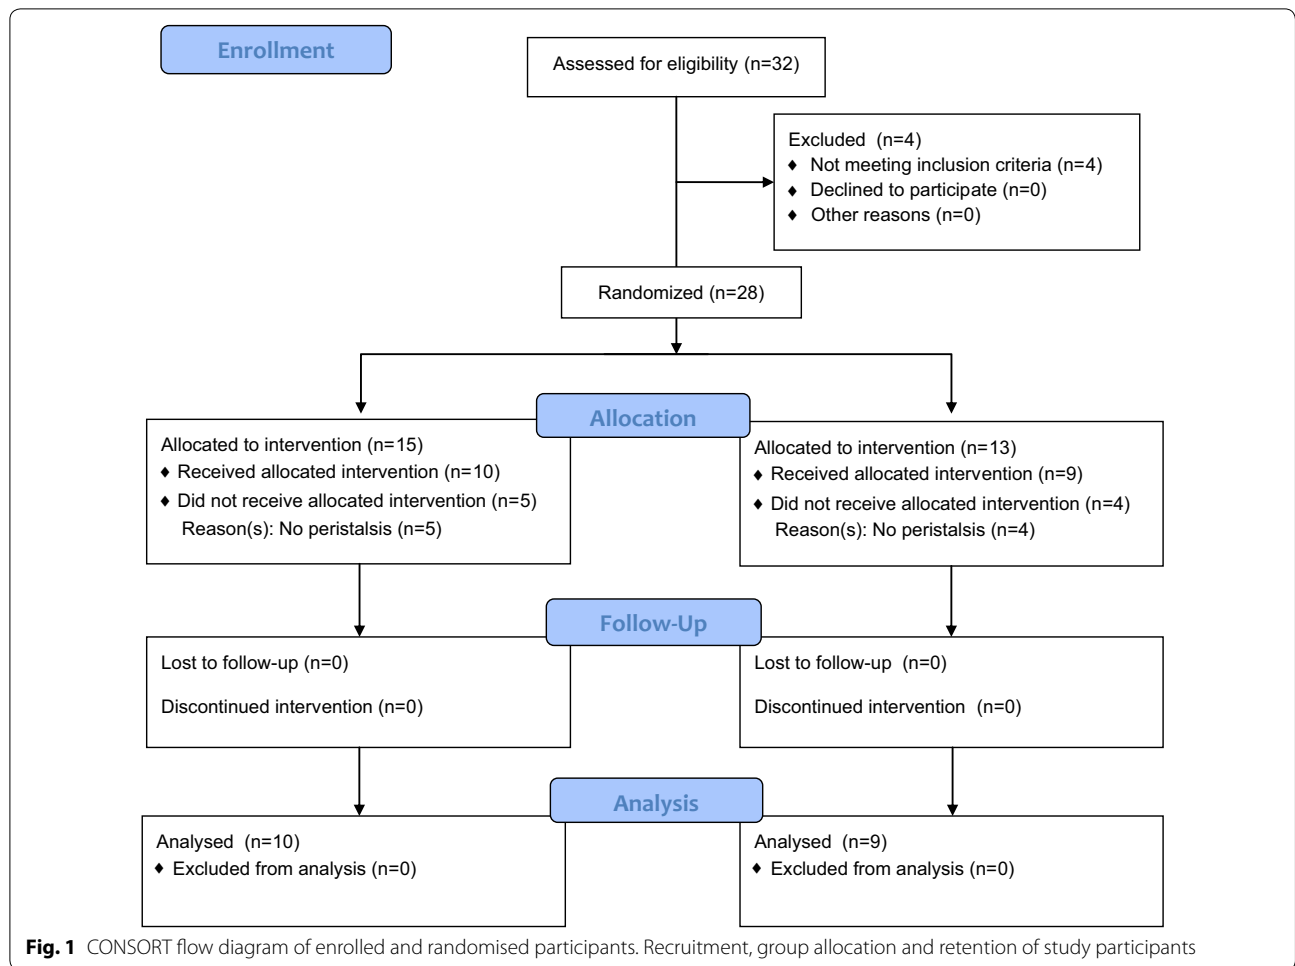 Enrollment
Assessed for eligibility (n=32)
Excluded (n=4)
♦ Not meeting inclusion criteria (n=4)
♦ Declined to participate (n=0)
♦ Other reasons (n=0)
Randomized (n=28)
Allocation
Allocated to intervention (n=15)
♦ Received allocated intervention (n=10)
♦ Did not receive allocated intervention (n=5)
Reason(s): No peristalsis (n=5)
Allocated to intervention (n=13)
♦ Received allocated intervention (n=9)
♦ Did not receive allocated intervention (n=4)
Reason(s): No peristalsis (n=4)
Follow-Up
Lost to follow-up (n=0)
Discontinued intervention (n=0)
Lost to follow-up (n=0)
Discontinued intervention (n=0)
Analysis
Analysed (n=10)
♦ Excluded from analysis (n=0)
Analysed (n=9)
♦ Excluded from analysis (n=0)
Fig. 1 CONSORT flow diagram of enrolled and randomised participants. Recruitment, group allocation and retention of study participants